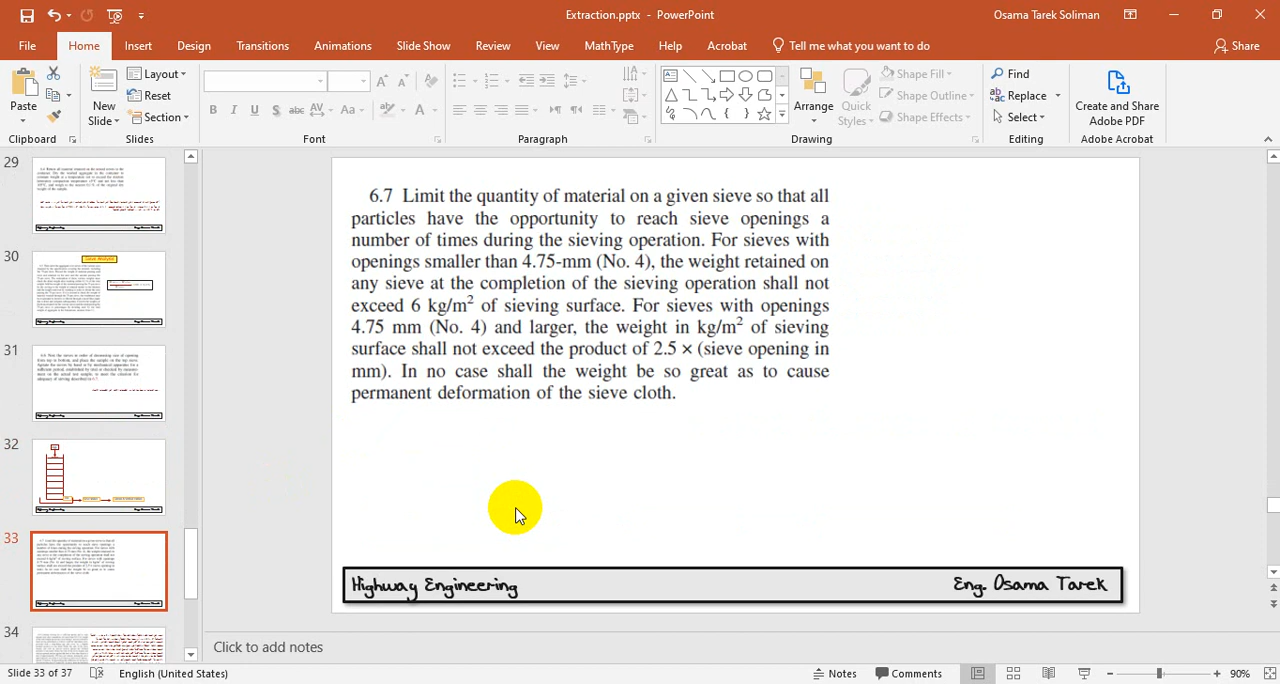 Extraction.pptx - PowerPoint
Osama Tarek Soliman
File Home Insert Design Transitions Animations Slide Show Review View MathType Help Acrobat Tell me what you want to do Share
Paste
Clipboard
New
Slide
Layout
Reset
Section
Slides
B I U S abc AV Aa A
Font
Paragraph
Arrange
Quick
Styles
Shape Fill
Shape Outline
Shape Effects
Drawing
Find
Replace
Select
Editing
Create and Share
Adobe PDF
Adobe Acrobat
29
30
31
32
33
34
6.7 Limit the quantity of material on a given sieve so that all
particles have the opportunity to reach sieve openings a
number of times during the sieving operation. For sieves with
openings smaller than 4.75-mm (No. 4), the weight retained on
any sieve at the completion of the sieving operation shall not
exceed 6 kg/m² of sieving surface. For sieves with openings
4.75 mm (No. 4) and larger, the weight in kg/m² of sieving
surface shall not exceed the product of 2.5 × (sieve opening in
mm). In no case shall the weight be so great as to cause
permanent deformation of the sieve cloth.
Highway Engineering
Eng. Osama Tarek
Click to add notes
Slide 33 of 37
English (United States)
Notes
Comments
90%